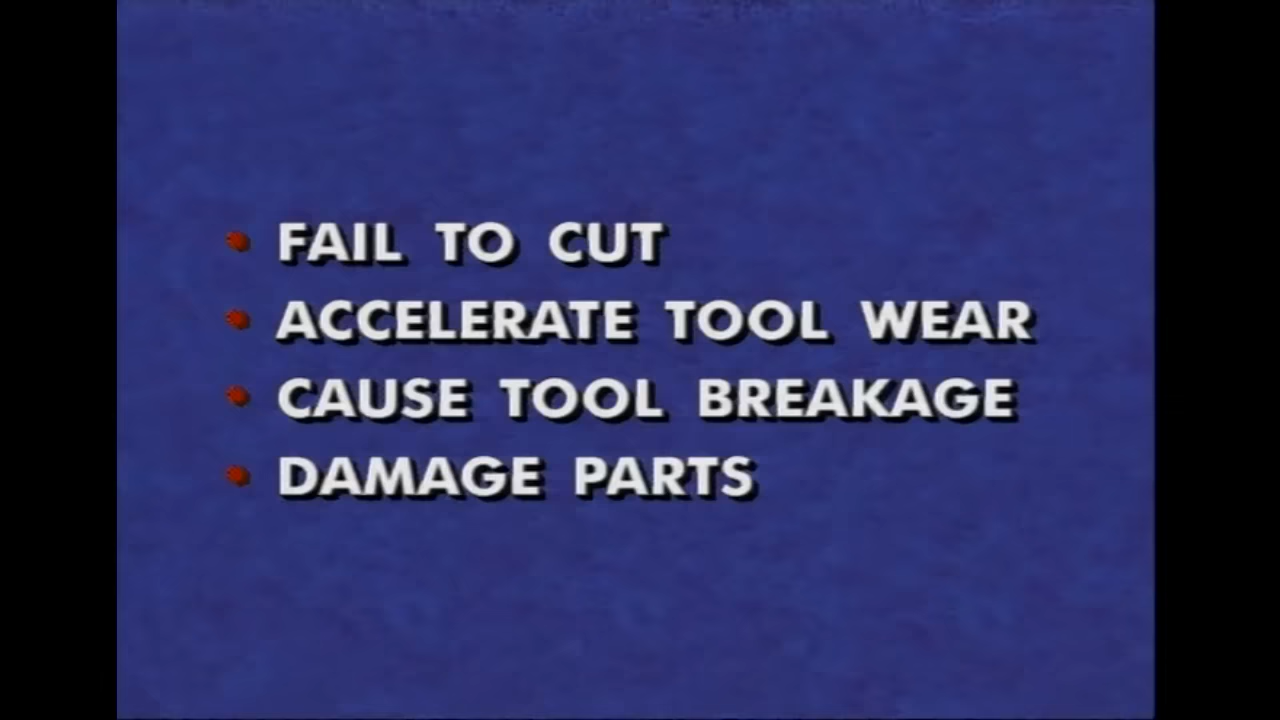 FAIL TO CUT
ACCELERATE TOOL WEAR
CAUSE TOOL BREAKAGE
DAMAGE PARTS